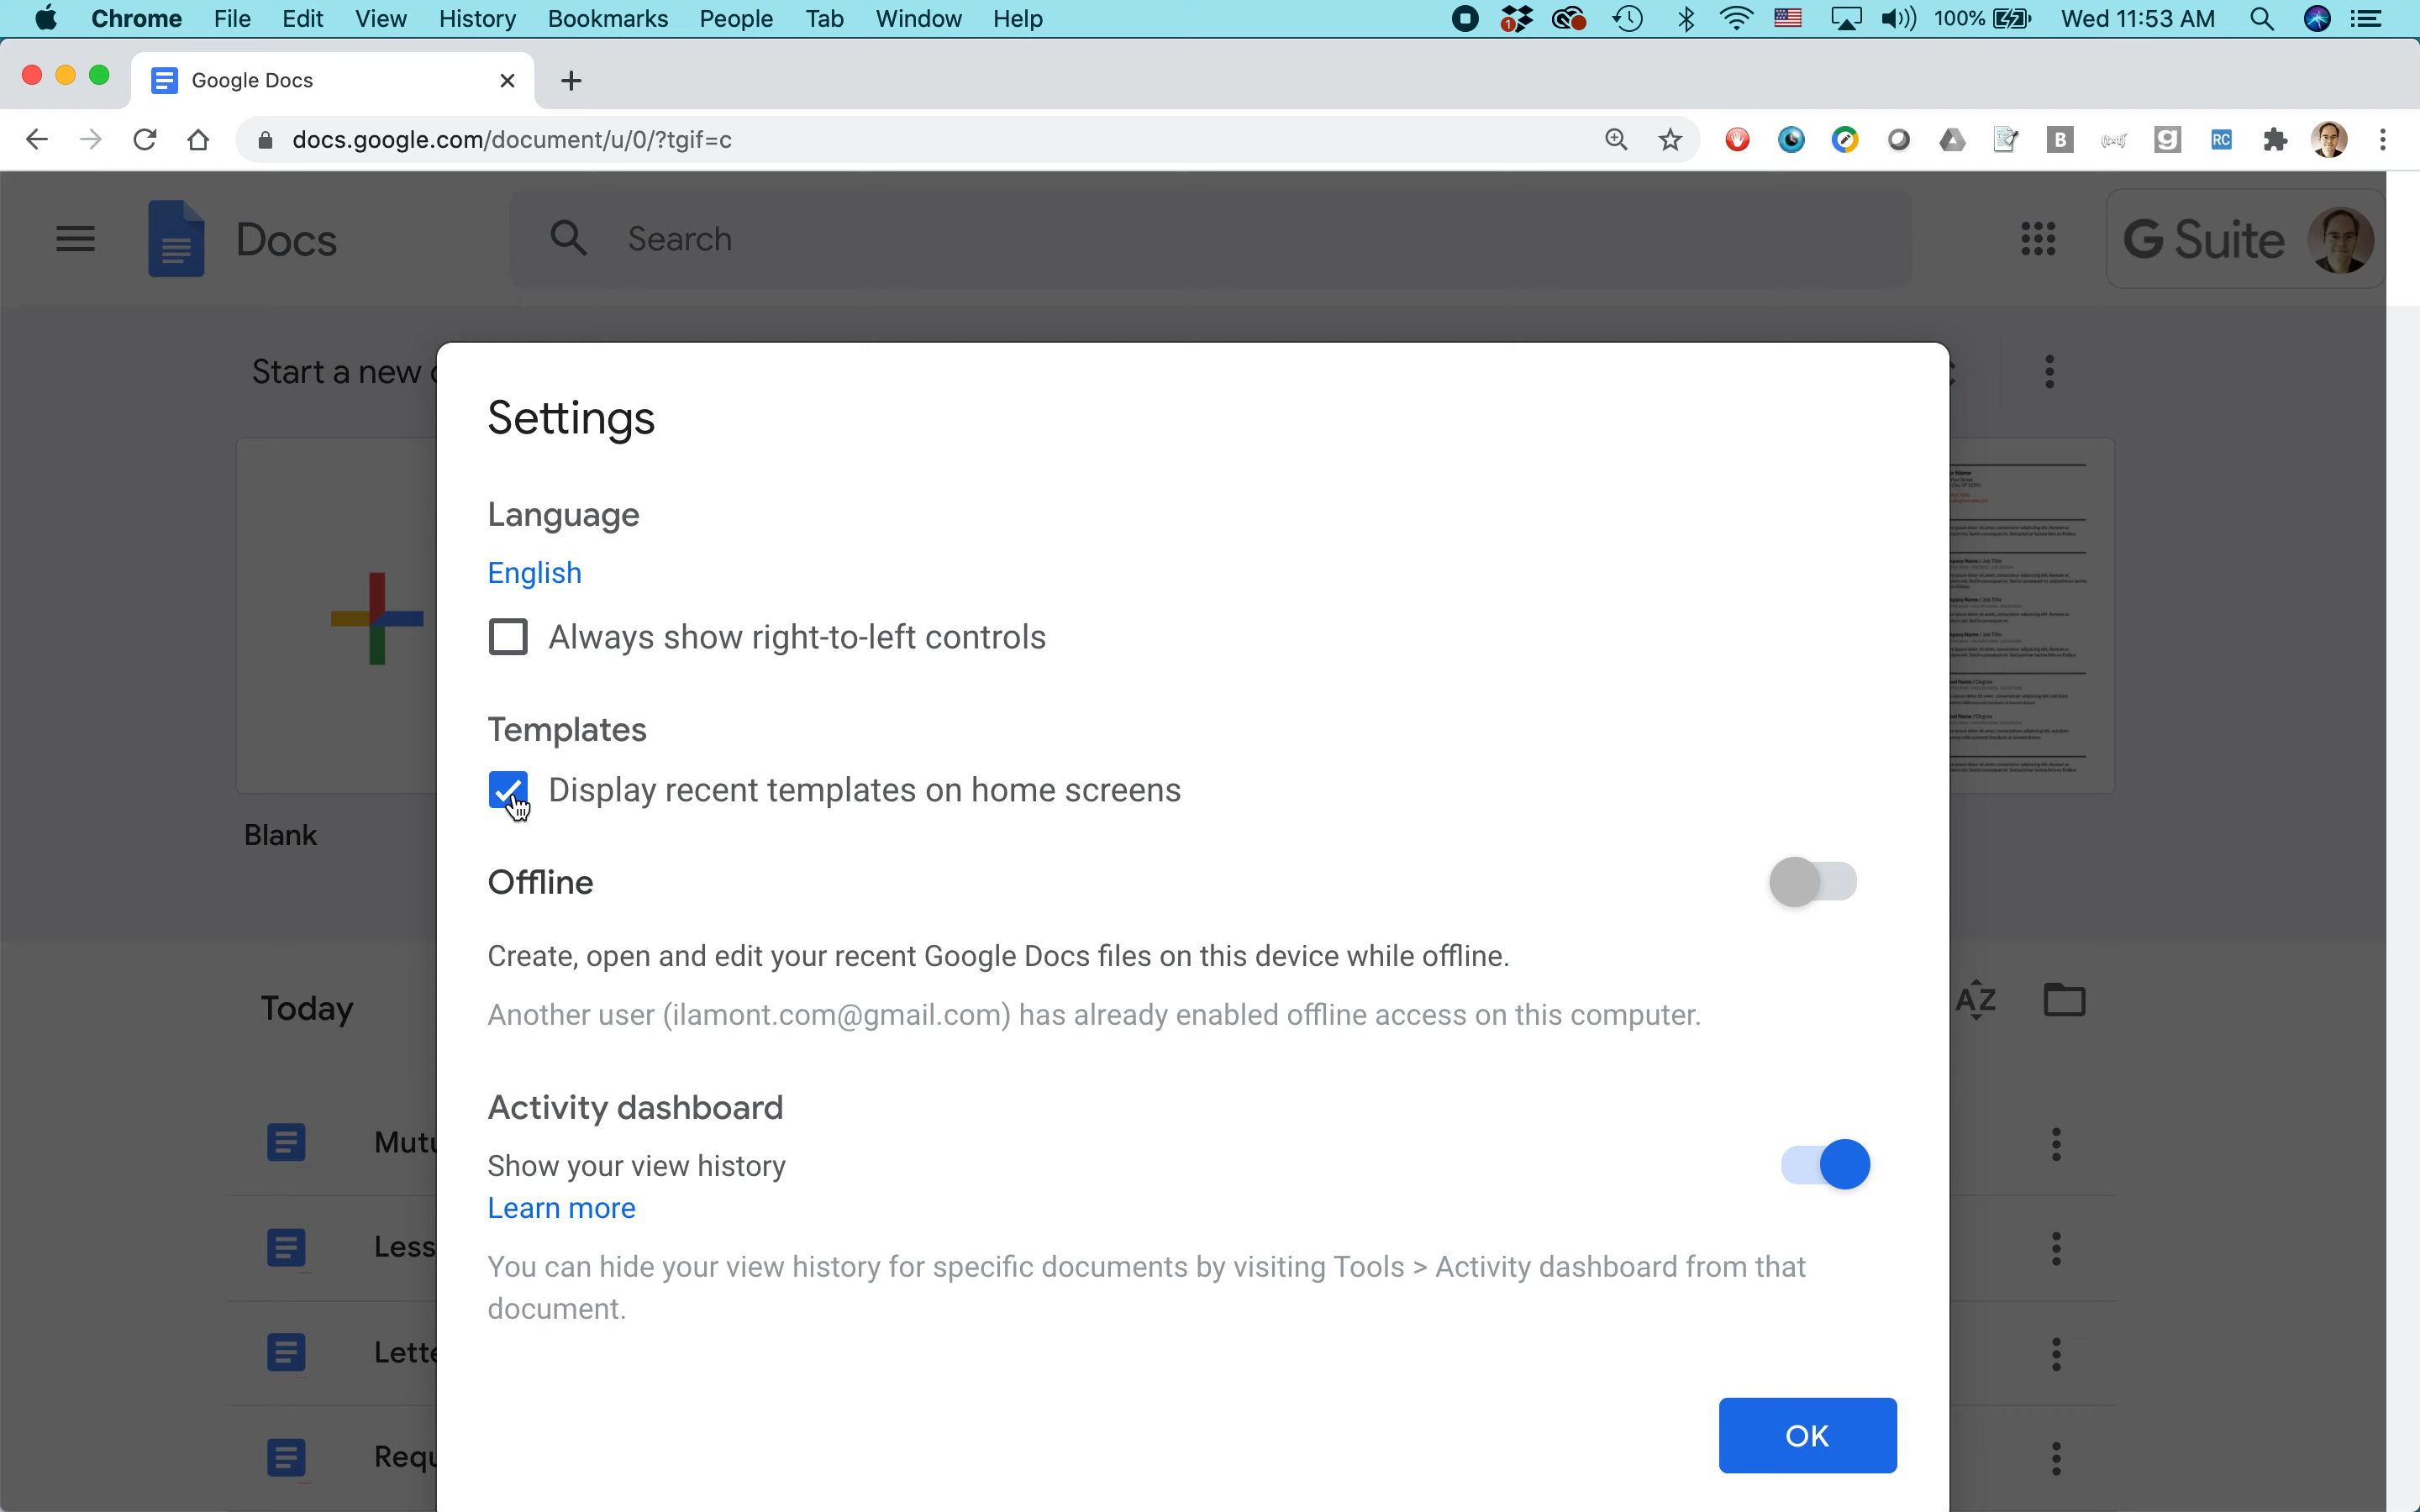 Chrome File Edit View History Bookmarks People Tab Window Help 1 100% Wed 11:53 AM
Google Docs
docs.google.com/document/u/0/?tgif=c B g RC
Docs Search G Suite
Start a new
Settings
Language
English
Always show right-to-left controls
Templates
Display recent templates on home screens
Blank
Offline
Create, open and edit your recent Google Docs files on this device while offline.
Today AZ
Another user (ilamont.com@gmail.com) has already enabled offline access on this computer.
Activity dashboard
Mutu
Show your view history
Learn more
Less
You can hide your view history for specific documents by visiting Tools > Activity dashboard from that
document.
Lette
OK
Requ